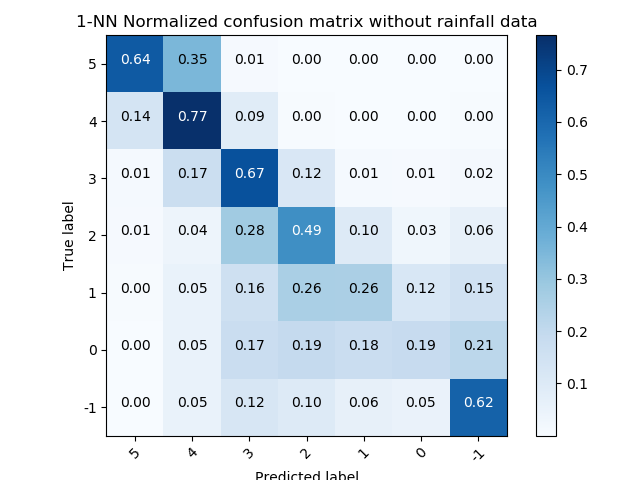 1-NN Normalized confusion matrix without rainfall data
5 0.64 0.35 0.01 0.00 0.00 0.00 0.00
4 0.14 0.77 0.09 0.00 0.00 0.00 0.00
3 0.01 0.17 0.67 0.12 0.01 0.01 0.02
2 0.01 0.04 0.28 0.49 0.10 0.03 0.06
1 0.00 0.05 0.16 0.26 0.26 0.12 0.15
0 0.00 0.05 0.17 0.19 0.18 0.19 0.21
-1 0.00 0.05 0.12 0.10 0.06 0.05 0.62
5 4 3 2 1 0 -1
True label
Predicted label
0.7
0.6
0.5
0.4
0.3
0.2
0.1